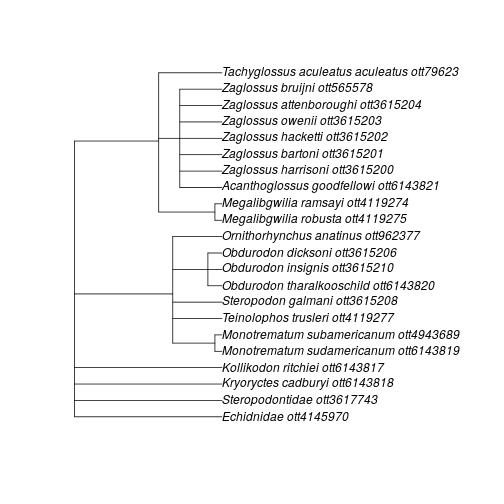 Tachyglossus aculeatus aculeatus ott79623
Zaglossus bruijni ott565578
Zaglossus attenboroughi ott3615204
Zaglossus owenii ott3615203
Zaglossus hacketti ott3615202
Zaglossus bartoni ott3615201
Zaglossus harrisoni ott3615200
Acanthoglossus goodfellowi ott6143821
Megalibgwilia ramsayi ott4119274
Megalibgwilia robusta ott4119275
Ornithorhynchus anatinus ott962377
Obdurodon dicksoni ott3615206
Obdurodon insignis ott3615210
Obdurodon tharalkooschild ott6143820
Steropodon galmani ott3615208
Teinolophos trusleri ott4119277
Monotrematum subamericanum ott4943689
Monotrematum sudamericanum ott6143819
Kollikodon ritchiei ott6143817
Kryoryctes cadburyi ott6143818
Steropodontidae ott3617743
Echidnidae ott4145970